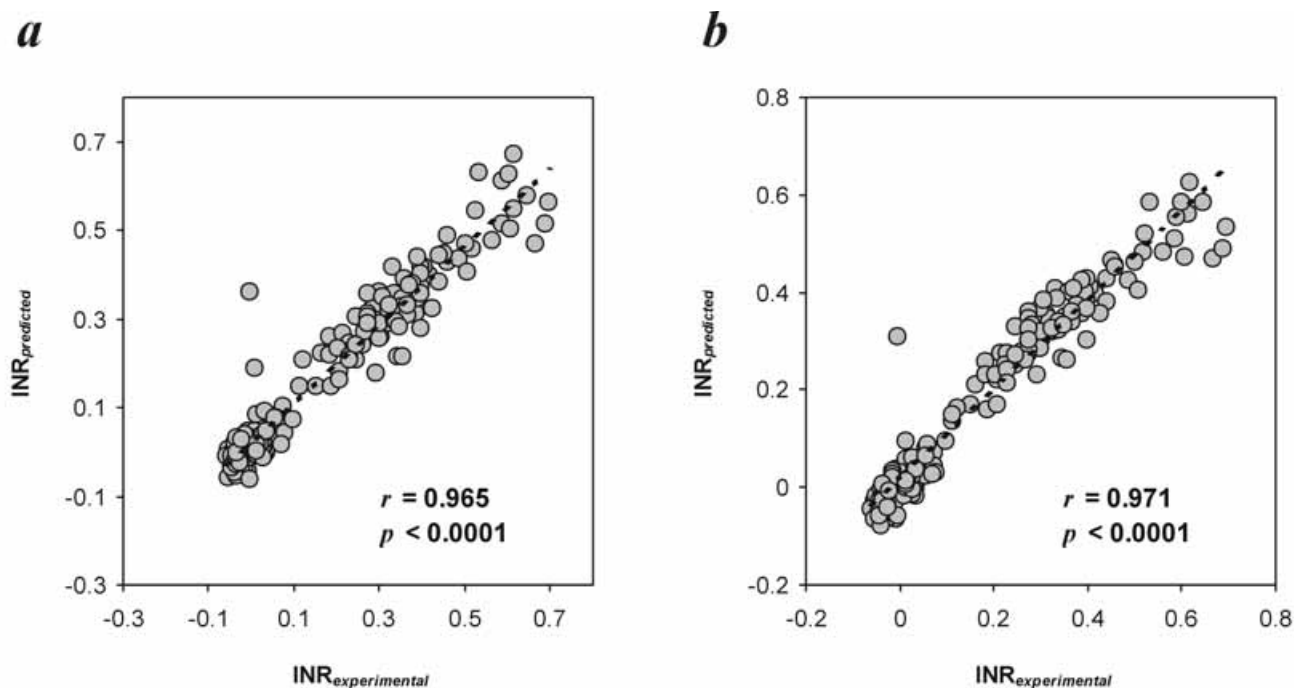 a
0.7
0.5
0.3
0.1
-0.1
-0.3
INRpredicted
-0.3 -0.1 0.1 0.3 0.5 0.7
INRexperimental
r = 0.965
p < 0.0001
b
0.8
0.6
0.4
0.2
0
-0.2
INRpredicted
-0.2 0 0.2 0.4 0.6 0.8
INRexperimental
r = 0.971
p < 0.0001